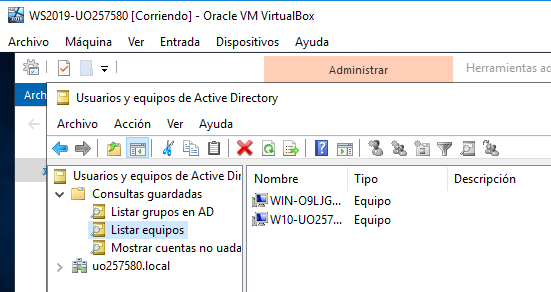 WS2019-UO257580 [Corriendo] - Oracle VM VirtualBox
Archivo Máquina Ver Entrada Dispositivos Ayuda
Administrar Herramientas ad
Arch Usuarios y equipos de Active Directory
Archivo Acción Ver Ayuda
Usuarios y equipos de Active Dir
Consultas guardadas
Listar grupos en AD
Listar equipos
Mostrar cuentas no uada
uo257580.local
Nombre Tipo Descripción
WIN-O9LJG... Equipo
W10-UO257... Equipo